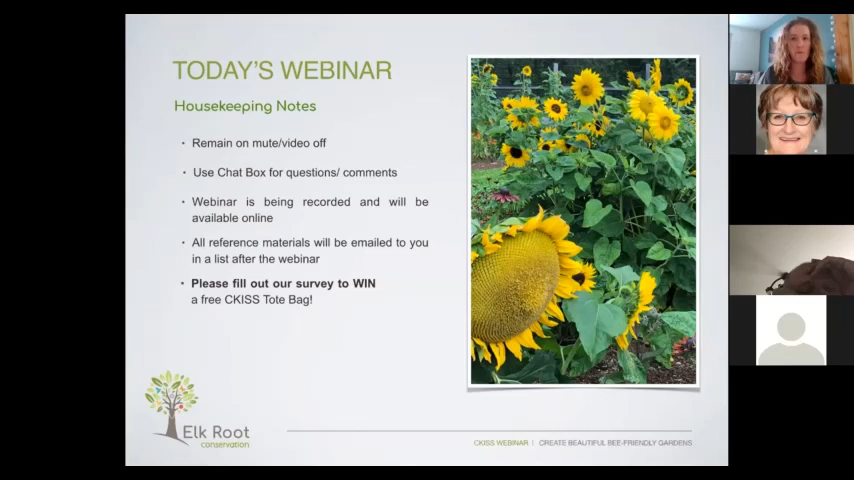 TODAY'S WEBINAR
Housekeeping Notes
• Remain on mute/video off
• Use Chat Box for questions/ comments
• Webinar is being recorded and will be
available online
• All reference materials will be emailed to you
in a list after the webinar
• Please fill out our survey to WIN
a free CKISS Tote Bag!
Elk Root
conservation
CKISS WEBINAR | CREATE BEAUTIFUL BEE-FRIENDLY GARDENS